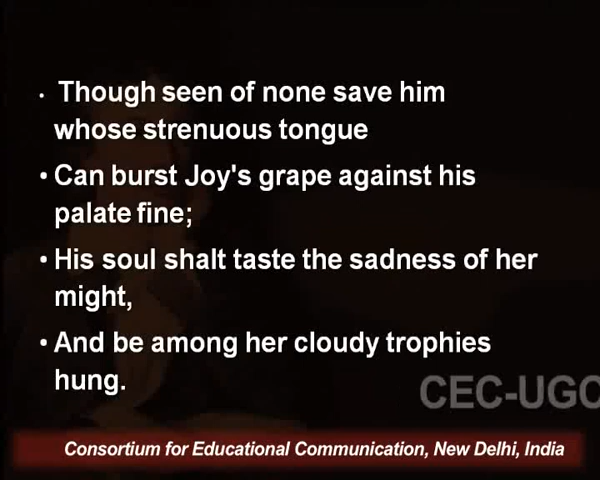 • Though seen of none save him
whose strenuous tongue
• Can burst Joy's grape against his
palate fine;
• His soul shalt taste the sadness of her
might,
• And be among her cloudy trophies
hung.
CEC-UGC
Consortium for Educational Communication, New Delhi, India